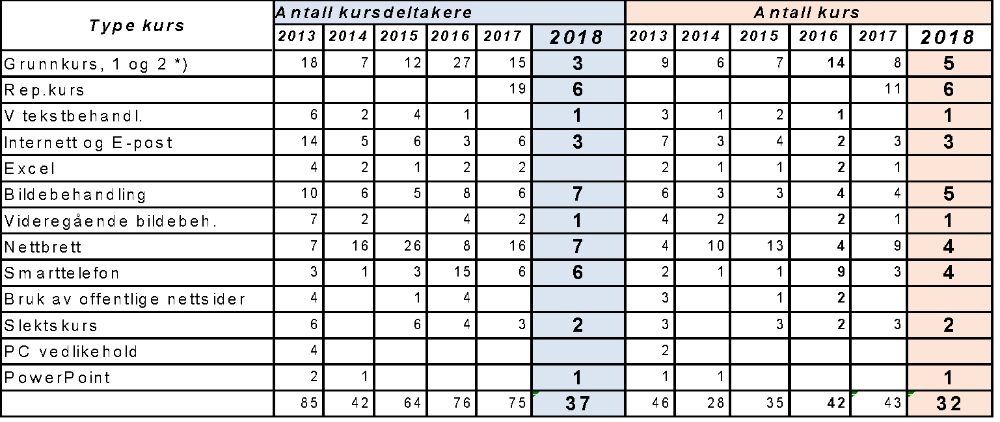 Type kurs Antall kursdeltakere Antall kurs
2013 2014 2015 2016 2017 2018 2013 2014 2015 2016 2017 2018
Grunnkurs, 1 og 2 *) 18 7 12 27 15 3 9 6 7 14 8 5
Rep.kurs 19 6 11 6
V tekstbehandl. 6 2 4 1 1 3 1 2 1 1
Internett og E-post 14 5 6 3 6 3 7 3 4 2 3 3
Excel 4 2 1 2 2 2 1 1 2 1
Bildebehandling 10 6 5 8 6 7 6 3 3 4 4 5
Videregående bildebeh. 7 2 4 2 1 4 2 2 1 1
Nettbrett 7 16 26 8 16 7 4 10 13 4 9 4
Smarttelefon 3 1 3 15 6 6 2 1 1 9 3 4
Bruk av offentlige nettsider 4 1 4 3 1 2
Slektskurs 6 6 4 3 2 3 3 2 3 2
PC vedlikehold 4 2
PowerPoint 2 1 1 1 1 1
85 42 64 76 75 37 46 28 35 42 43 32